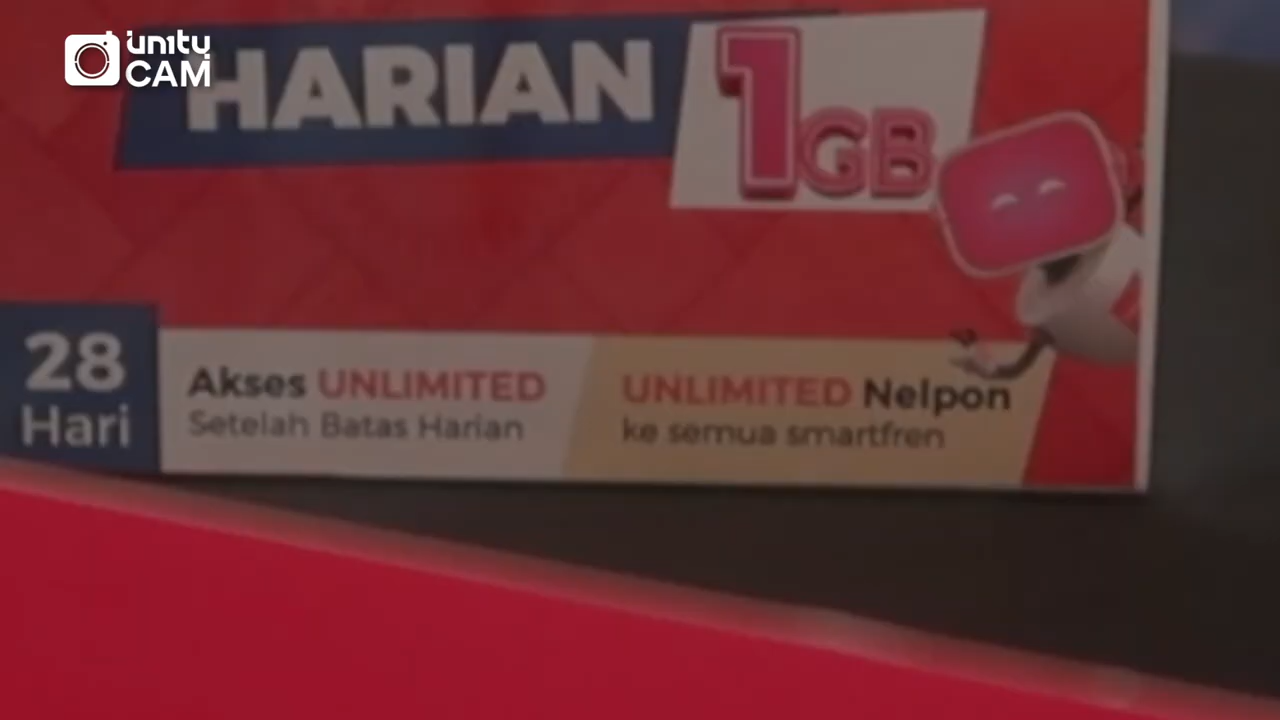 unity
CAM
HARIAN 1GB
28
Hari
Akses UNLIMITED
Setelah Batas Harian
UNLIMITED Nelpon
ke semua smartfren